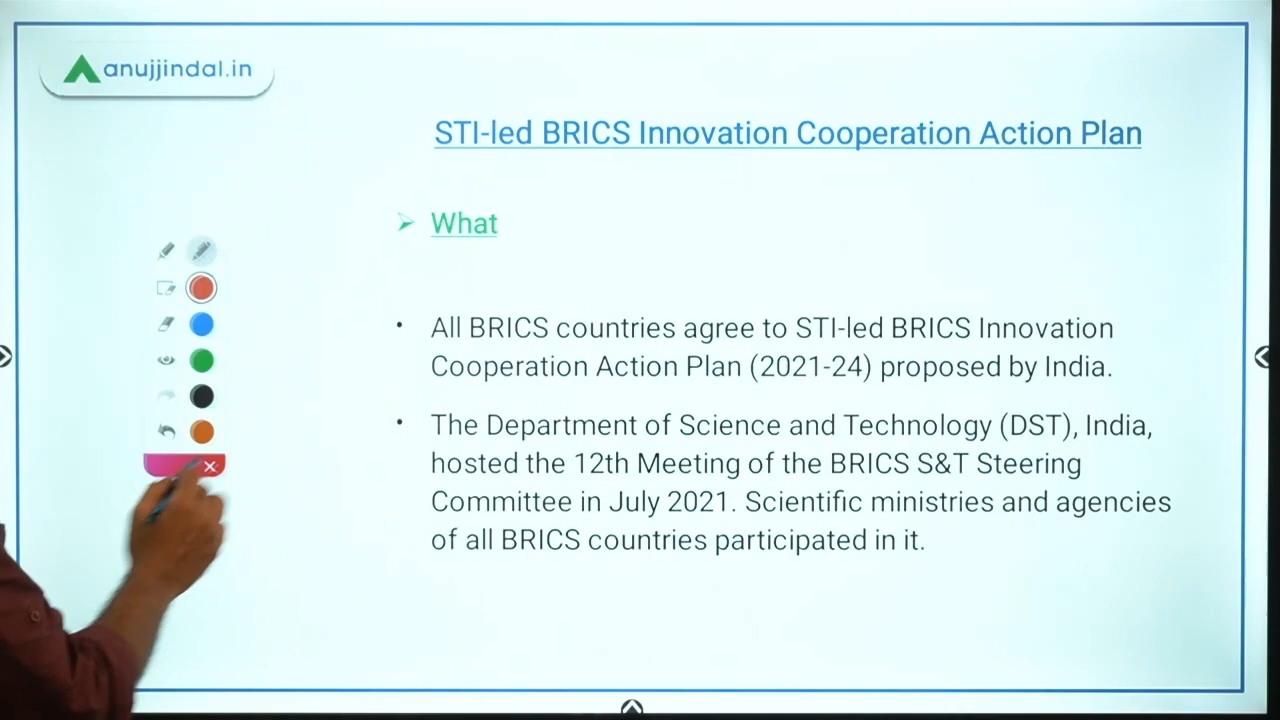 anujjindal.in
STI-led BRICS Innovation Cooperation Action Plan
What
All BRICS countries agree to STI-led BRICS Innovation
Cooperation Action Plan (2021-24) proposed by India.
The Department of Science and Technology (DST), India,
hosted the 12th Meeting of the BRICS S&T Steering
Committee in July 2021. Scientific ministries and agencies
of all BRICS countries participated in it.